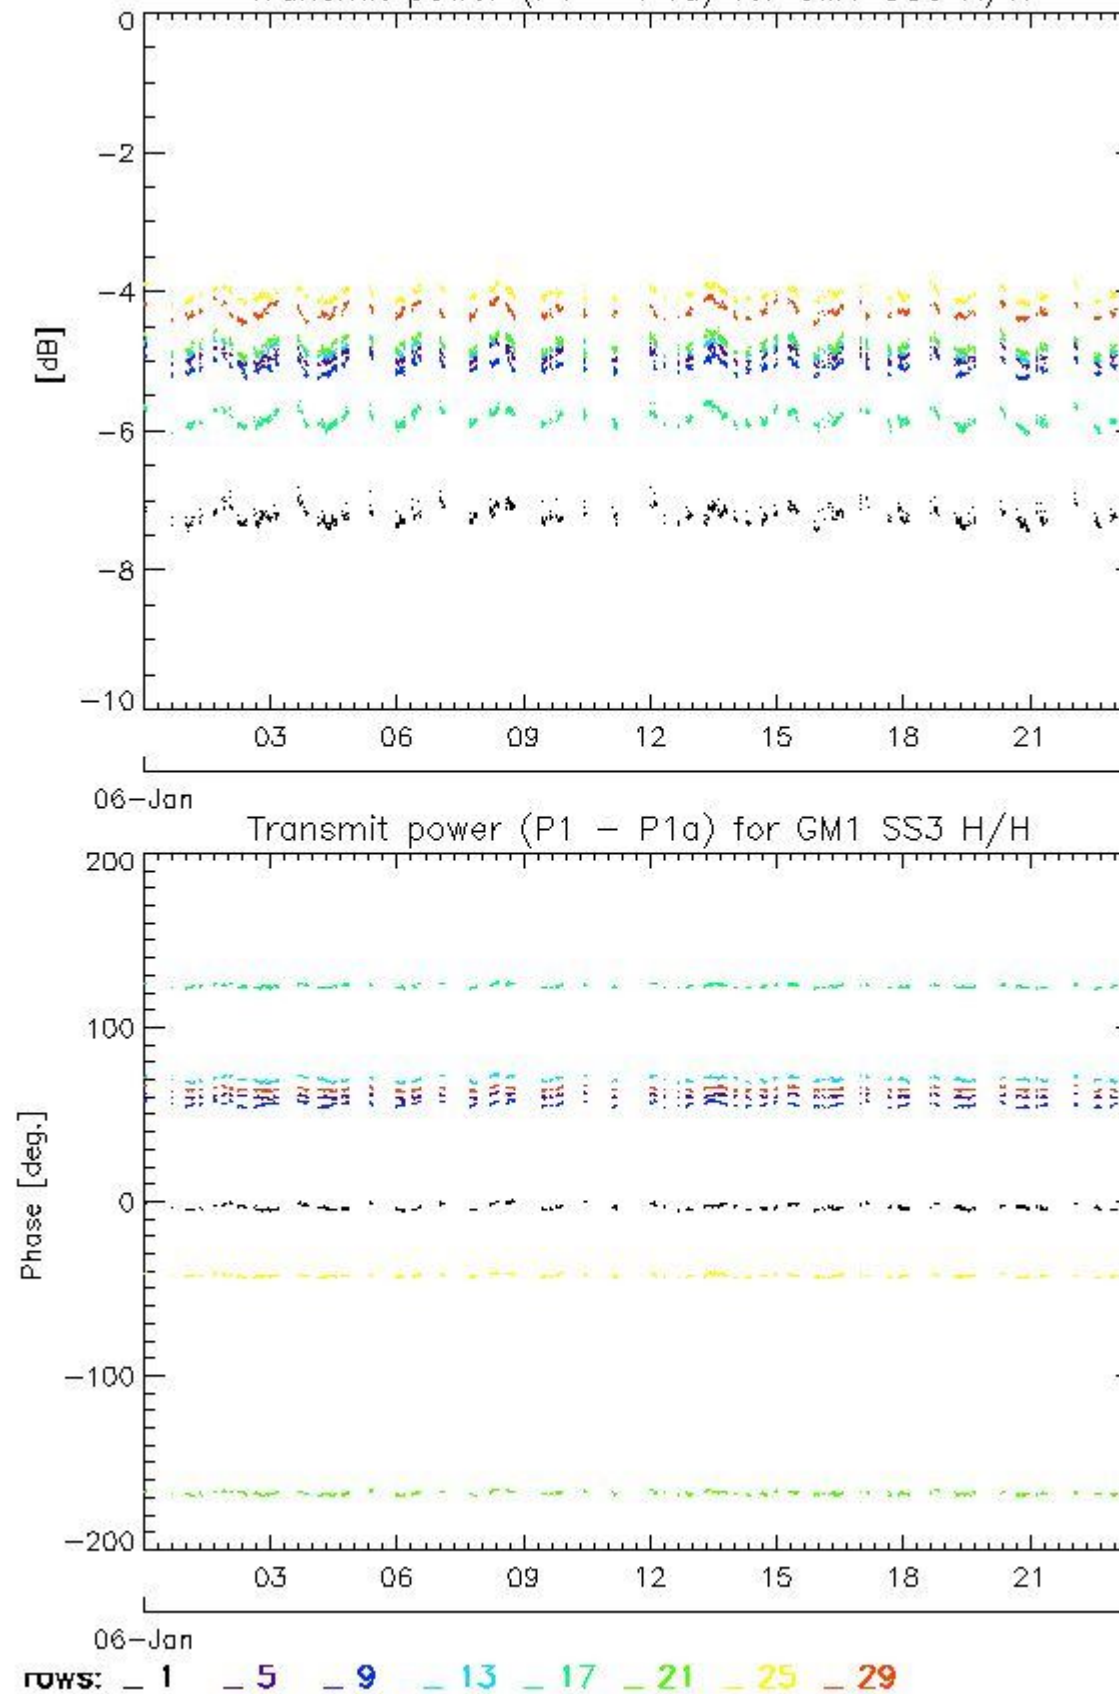 0
−2
−4
[dB]
−6
−8
−10
03 06 09 12 15 18 21
06−Jan
Transmit power (P1 − P1a) for GM1 SS3 H/H
200
100
Phase [deg.]
0
−100
−200
03 06 09 12 15 18 21
06−Jan
rows: _ 1 _ 5 _ 9 _ 13 _ 17 _ 21 _ 25 _ 29